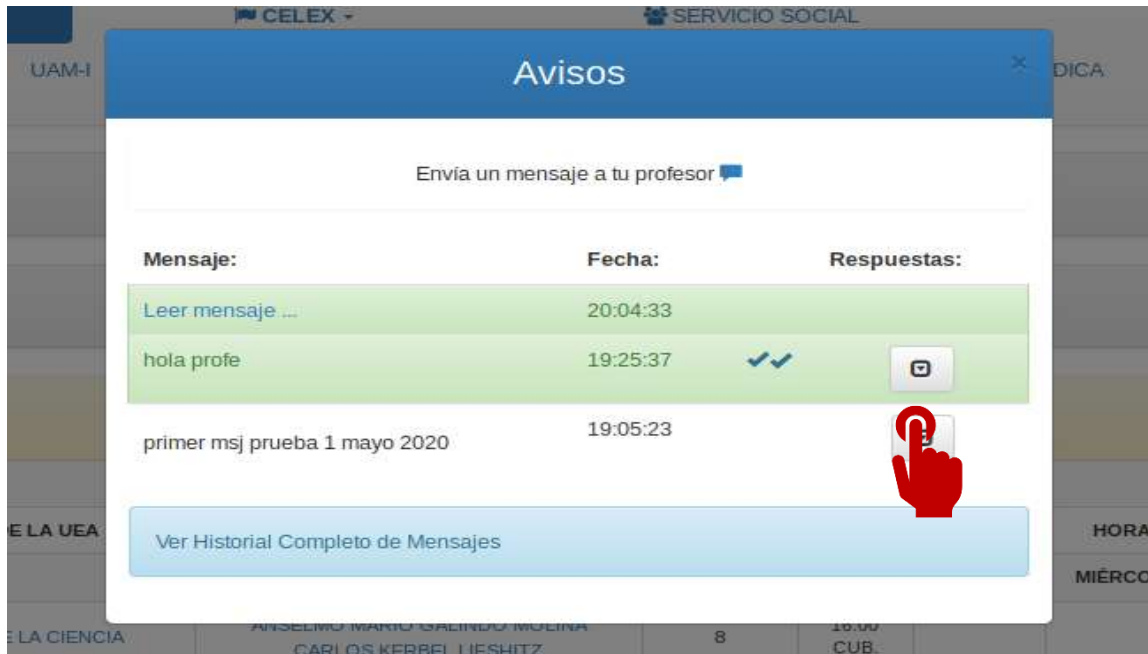 CELEX
SERVICIO SOCIAL
UAM-I
Avisos
×
DICA
Envía un mensaje a tu profesor
Mensaje: Fecha: Respuestas:
Leer mensaje ... 20:04:33
hola profe 19:25:37
primer msj prueba 1 mayo 2020 19:05:23
E LA UEA
Ver Historial Completo de Mensajes
HORA
MIÉRCO
E LA CIENCIA
ANSELMO MARIO GALINDO MOLINA
8
16:00
CARLOS KERBEL LIFSHITZ
CUB.